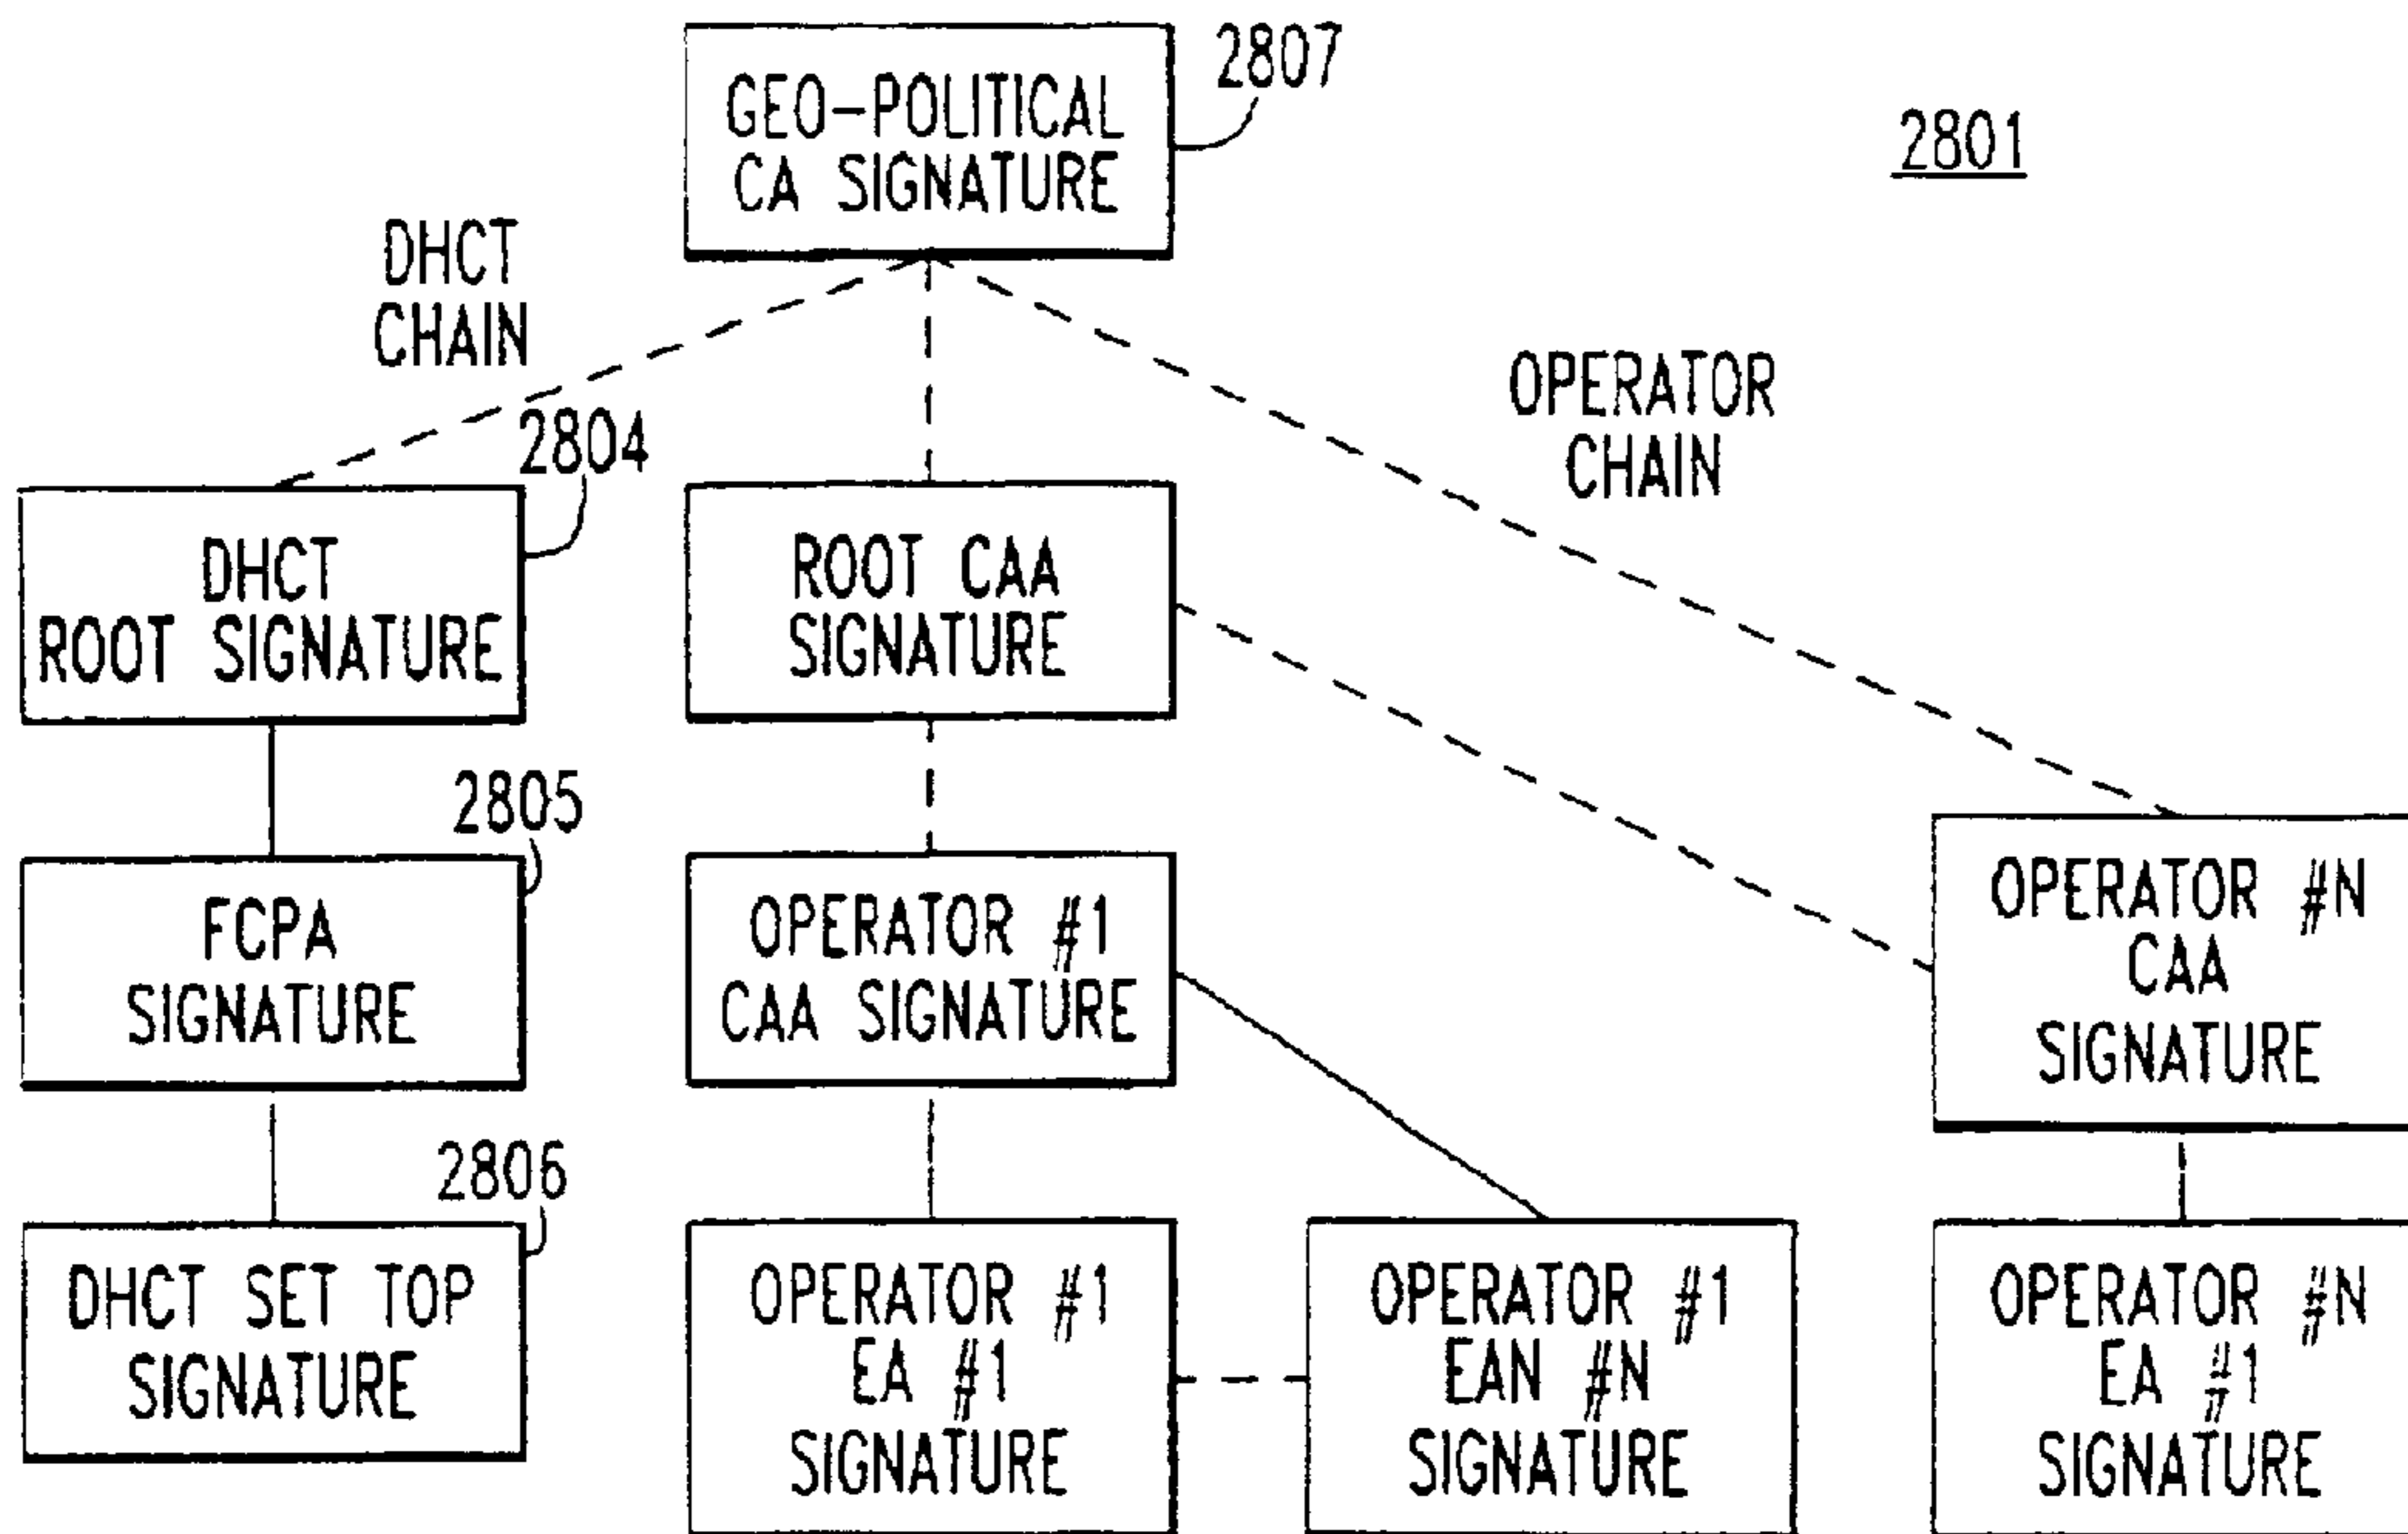 2807
GEO-POLITICAL
CA SIGNATURE
2801
DHCT
CHAIN
OPERATOR
CHAIN
2804
DHCT
ROOT SIGNATURE
ROOT CAA
SIGNATURE
2805
FCPA
SIGNATURE
OPERATOR #1
CAA SIGNATURE
OPERATOR #N
CAA
SIGNATURE
2806
DHCT SET TOP
SIGNATURE
OPERATOR #1
EA #1
SIGNATURE
OPERATOR #1
EAN #N
SIGNATURE
OPERATOR #N
EA #1
SIGNATURE